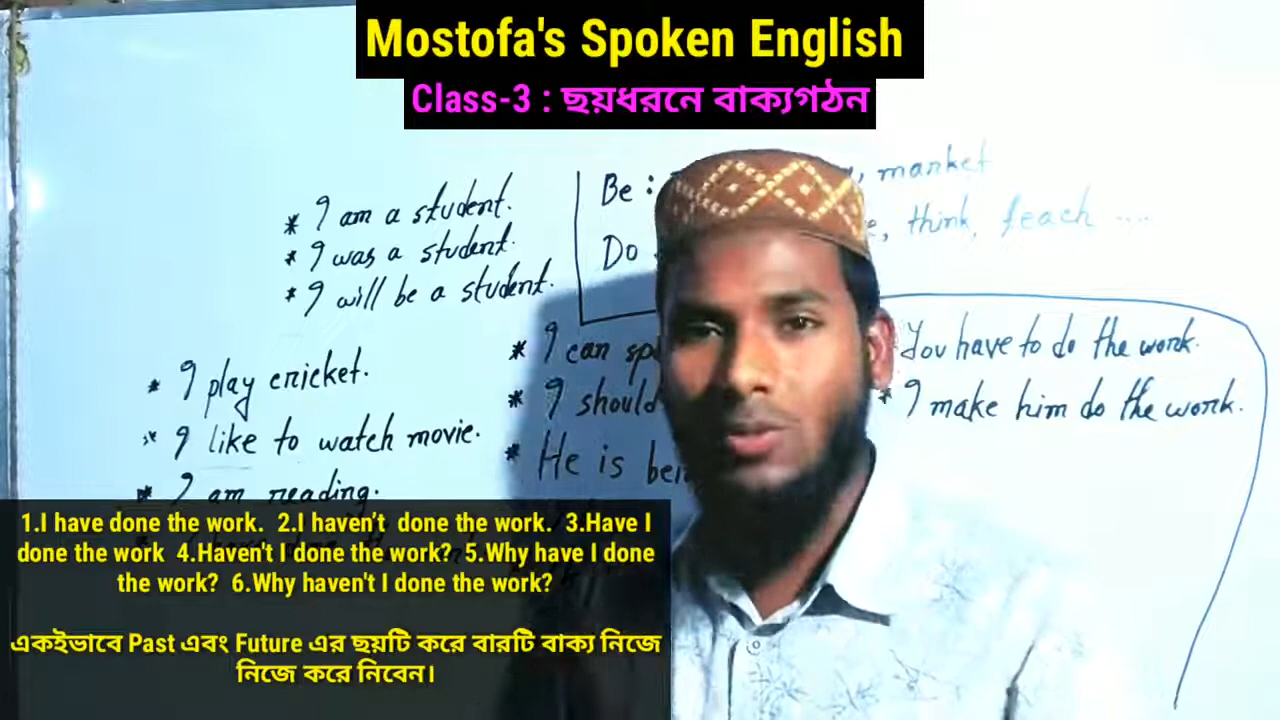 Mostofa's Spoken English
Class-3 : ছয়ধরনে বাক্যগঠন
* I am a student.
* I was a student.
* I will be a student.
Be : market
Do think, teach ....
* I play cricket.
* I like to watch movie.
* I am reading.
* I can
* I should
* He is
You have to do the work.
* I make him do the work.
1.I have done the work. 2.I haven't done the work. 3.Have I
done the work 4.Haven't I done the work? 5.Why have I done
the work? 6.Why haven't I done the work?
একইভাবে Past এবং Future এর ছয়টি করে বারটি বাক্য নিজে
নিজে করে নিবেন।